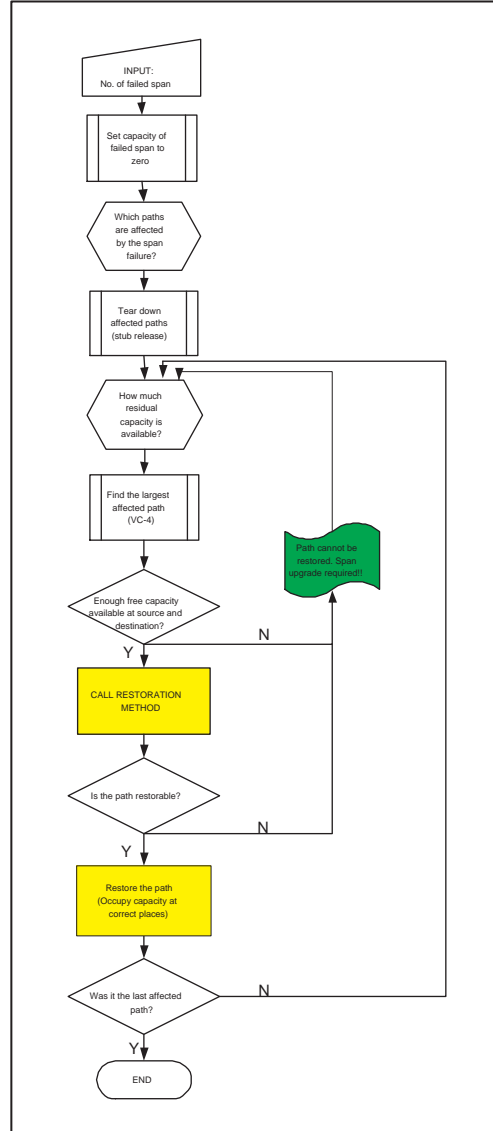 INPUT:
No. of failed span
Set capacity of
failed span to
zero
Which paths
are affected
by the span
failure?
Tear down
affected paths
(stub release)
How much
residual
capacity is
available?
Find the largest
affected path
(VC-4)
Path cannot be
restored. Span
upgrade required!!
Enough free capacity
available at source and
destination?
N
Y
CALL RESTORATION
METHOD
Is the path restorable?
N
Y
Restore the path
(Occupy capacity at
correct places)
Was it the last affected
path?
N
Y
END